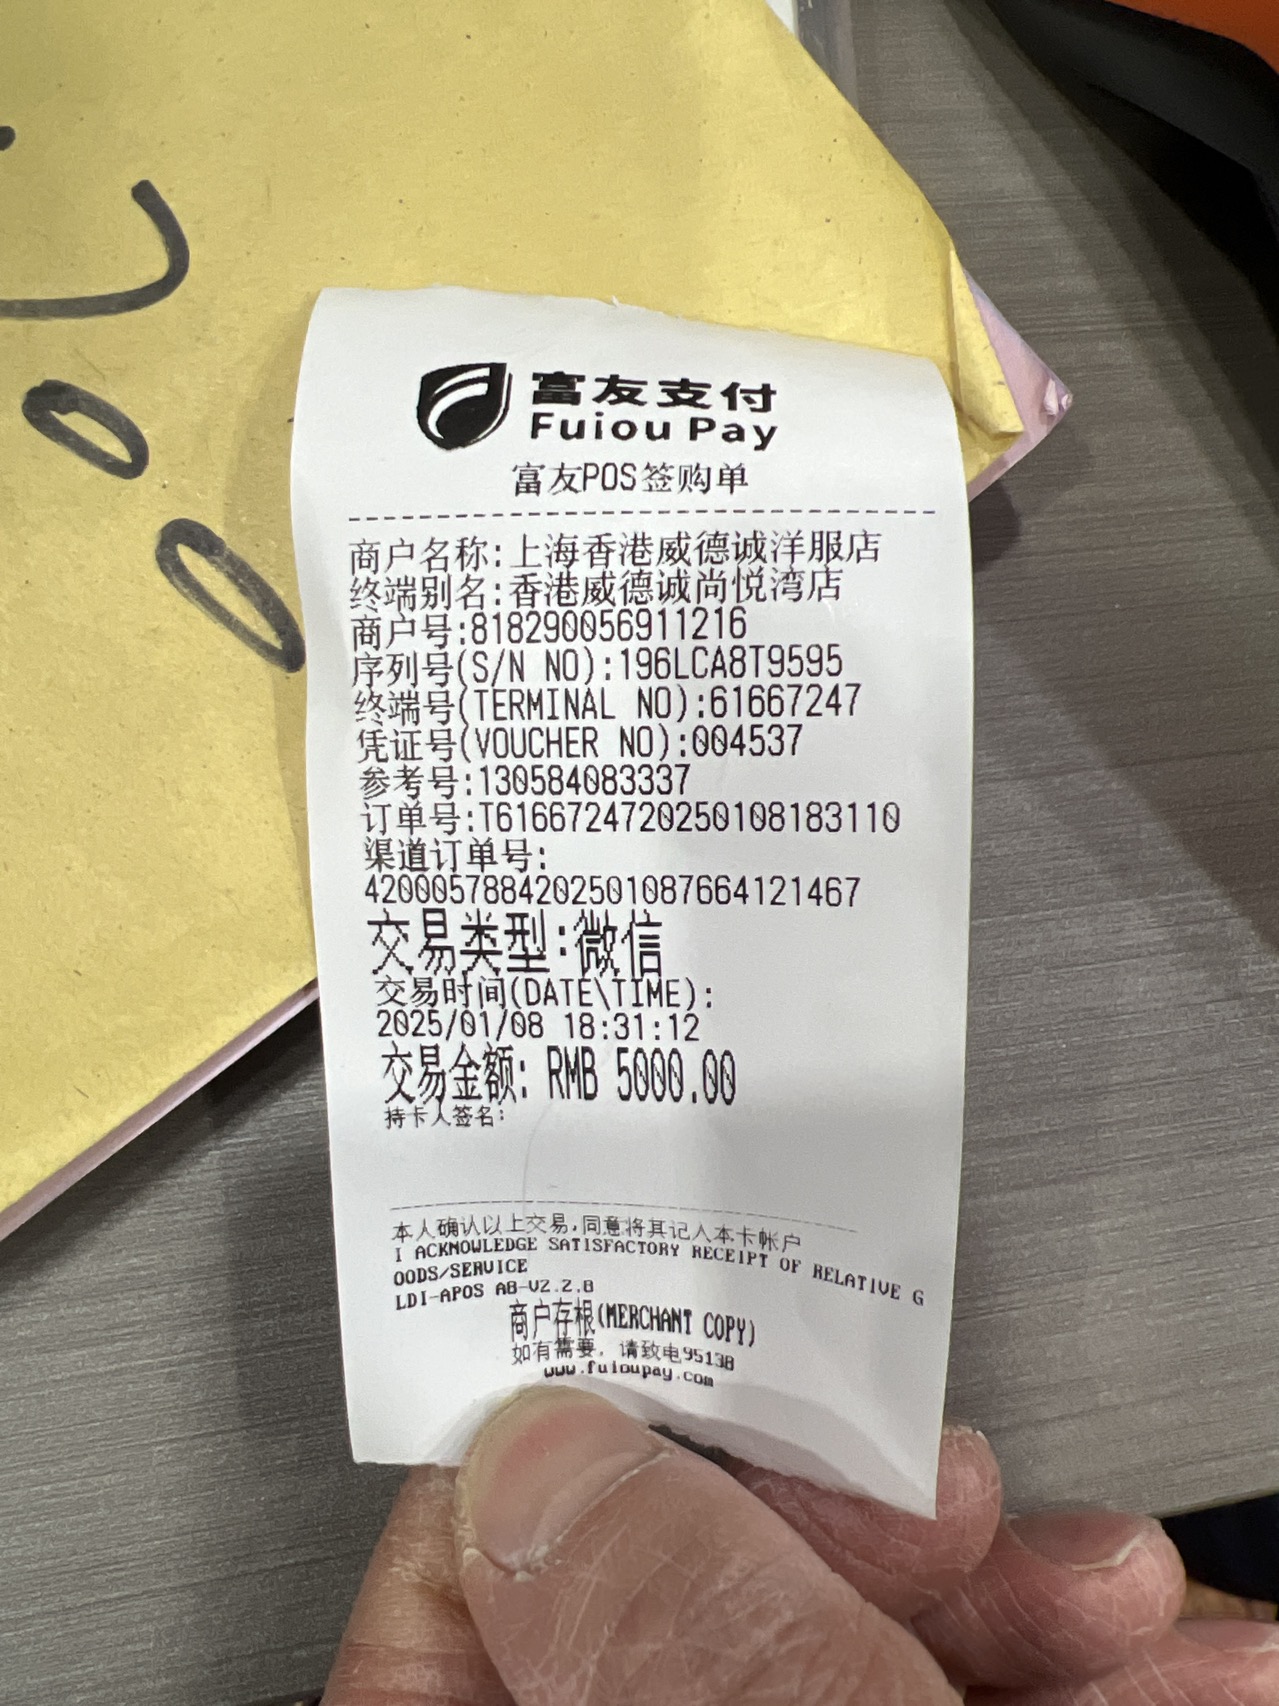 富友支付
Fuiou Pay
富友POS签购单
商户名称:上海香港威德诚洋服店
终端别名:香港威德诚尚悦湾店
商户号:818290056911216
序列号(S/N NO):196LCA8T9595
终端号(TERMINAL NO):61667247
凭证号(VOUCHER NO):004537
参考号:130584083337
订单号:T6166724720250108183110
渠道订单号:
4200057884202501087664121467
交易类型:微信
交易时间(DATE\TIME):
2025/01/08 18:31:12
交易金额: RMB 5000.00
持卡人签名:
本人确认以上交易,同意将其记入本卡帐户
I ACKNOWLEDGE SATISFACTORY RECEIPT OF RELATIVE G
OODS/SERVICE
LDI-APOS A8-V2.2.8
商户存根(MERCHANT COPY)
如有需要，请致电95138
www.fuioupay.com